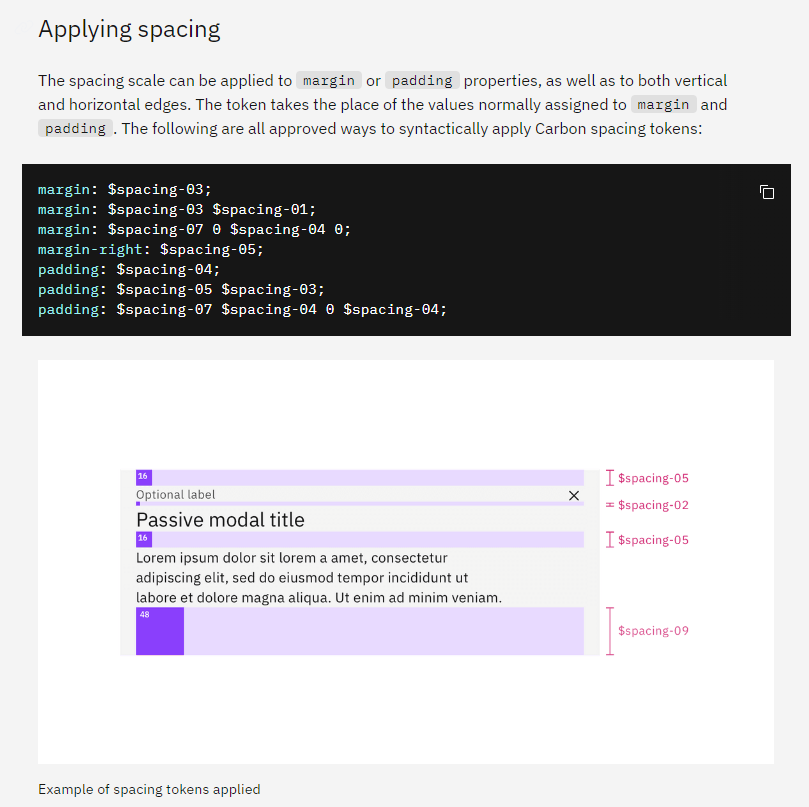 Applying spacing
The spacing scale can be applied to margin or padding properties, as well as to both vertical
and horizontal edges. The token takes the place of the values normally assigned to margin and
padding. The following are all approved ways to syntactically apply Carbon spacing tokens:
margin: $spacing-03;
margin: $spacing-03 $spacing-01;
margin: $spacing-07 0 $spacing-04 0;
margin-right: $spacing-05;
padding: $spacing-04;
padding: $spacing-05 $spacing-03;
padding: $spacing-07 $spacing-04 0 $spacing-04;
16
$spacing-05
Optional label
$spacing-02
Passive modal title
16
$spacing-05
Lorem ipsum dolor sit lorem a amet, consectetur
adipiscing elit, sed do eiusmod tempor incididunt ut
labore et dolore magna aliqua. Ut enim ad minim veniam.
48
$spacing-09
Example of spacing tokens applied